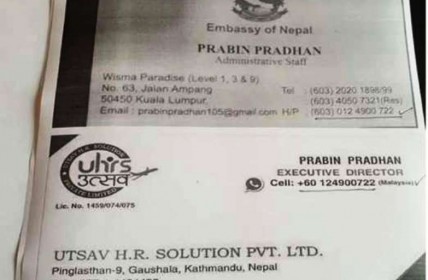 Embassy of Nepal
PRABIN PRADHAN
Administrative Staff
Wisma Paradise (Level 1, 3 & 9)
No. 63, Jalan Ampang
50450 Kuala Lumpur.
Email : prabinpradhan105@gmail.com
Tel : (603) 2020 1898/99
(603) 4050 7321(Res)
H/P : (603) 012 4900 722
uhrs
उत्सव
Lic. No. 1459/074/075
PRABIN PRADHAN
EXECUTIVE DIRECTOR
Cell: +60 124900722 (Malaysia)
UTSAV H.R. SOLUTION PVT. LTD.
Pinglasthan-9, Gaushala, Kathmandu, Nepal